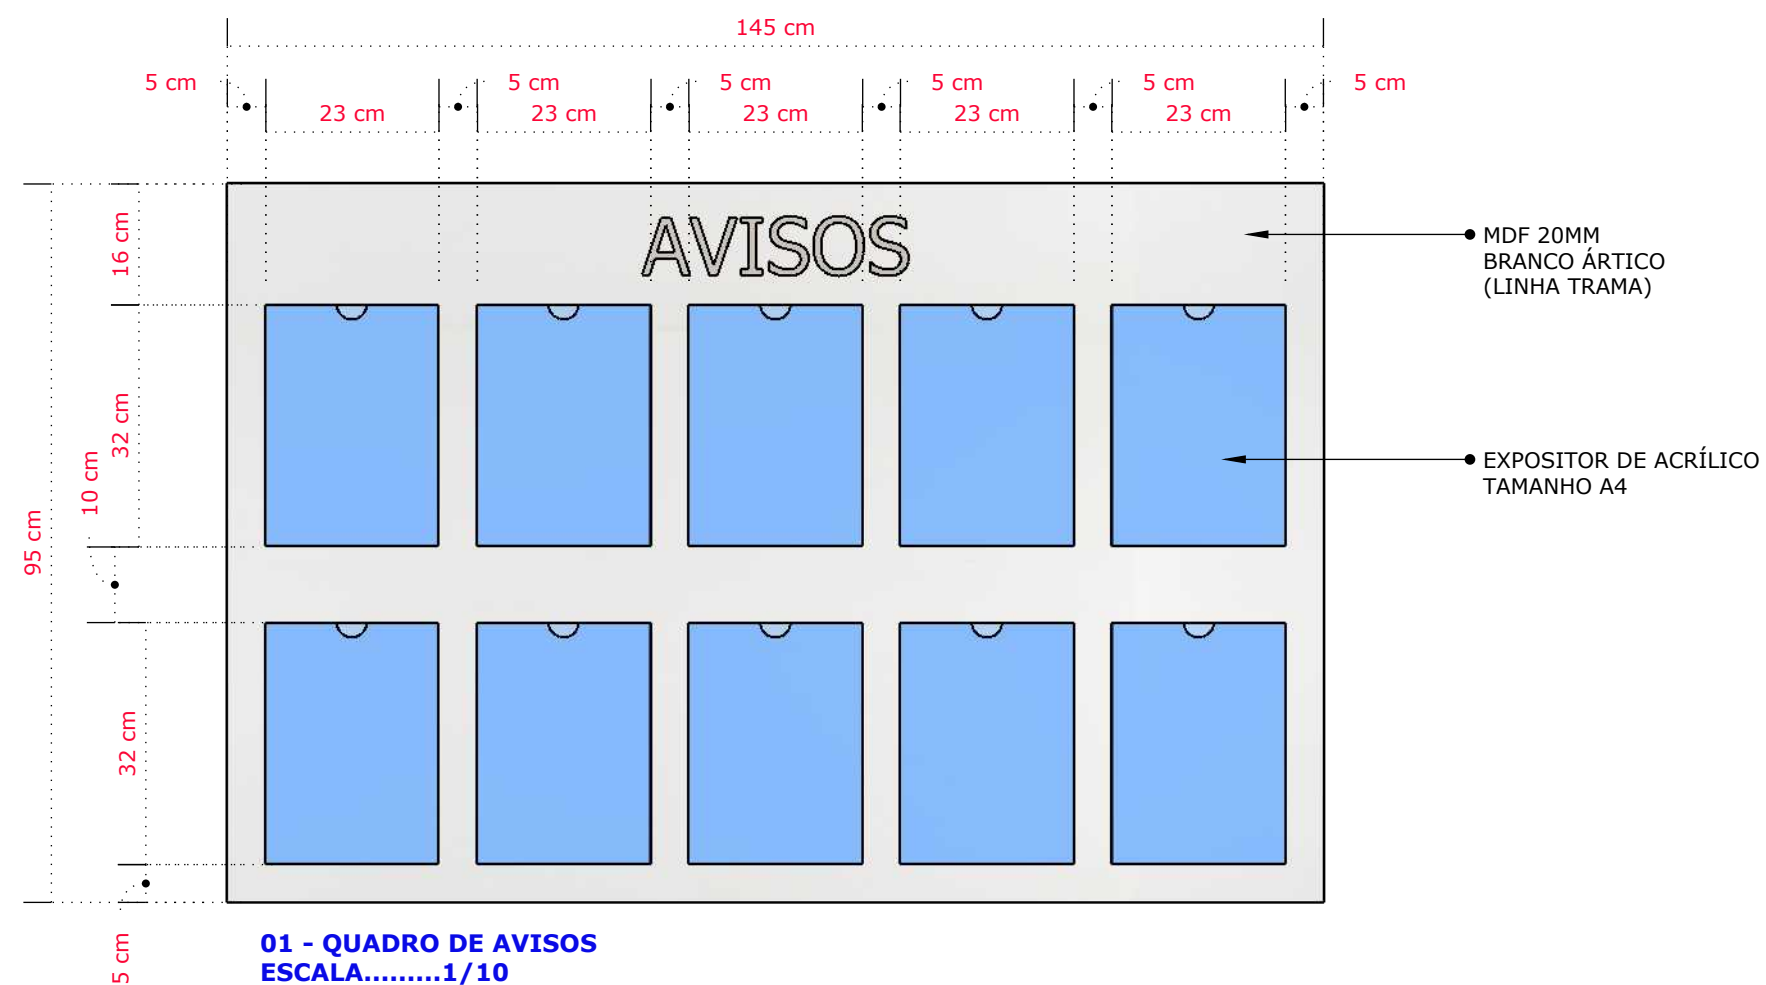 145 cm
5 cm
5 cm
5 cm
5 cm
5 cm
5 cm
23 cm
23 cm
23 cm
23 cm
23 cm
AVISOS
16 cm
32 cm
10 cm
95 cm
32 cm
5 cm
MDF 20MM
BRANCO ÁRTICO
(LINHA TRAMA)
EXPOSITOR DE ACRÍLICO
TAMANHO A4
01 - QUADRO DE AVISOS
ESCALA.........1/10